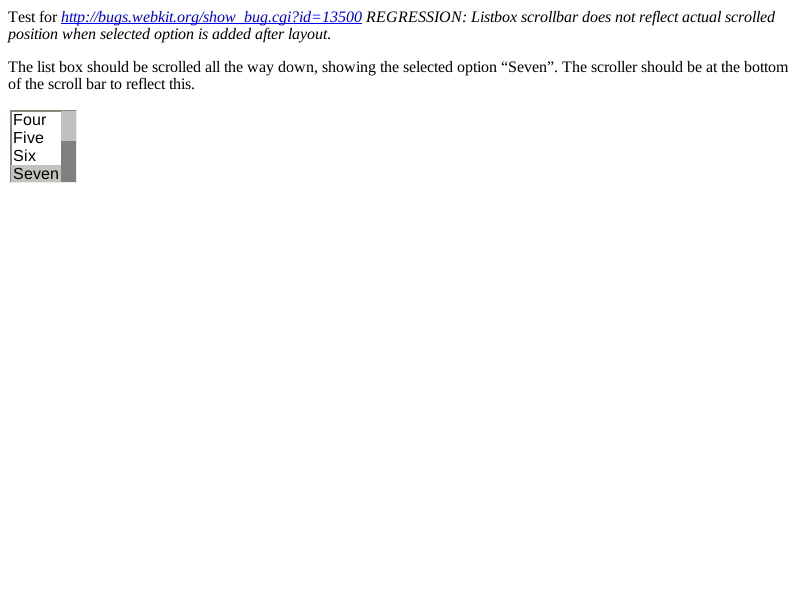 Test for http://bugs.webkit.org/show_bug.cgi?id=13500 REGRESSION: Listbox scrollbar does not reflect actual scrolled
position when selected option is added after layout.
The list box should be scrolled all the way down, showing the selected option “Seven”. The scroller should be at the bottom
of the scroll bar to reflect this.
Four
Five
Six
Seven